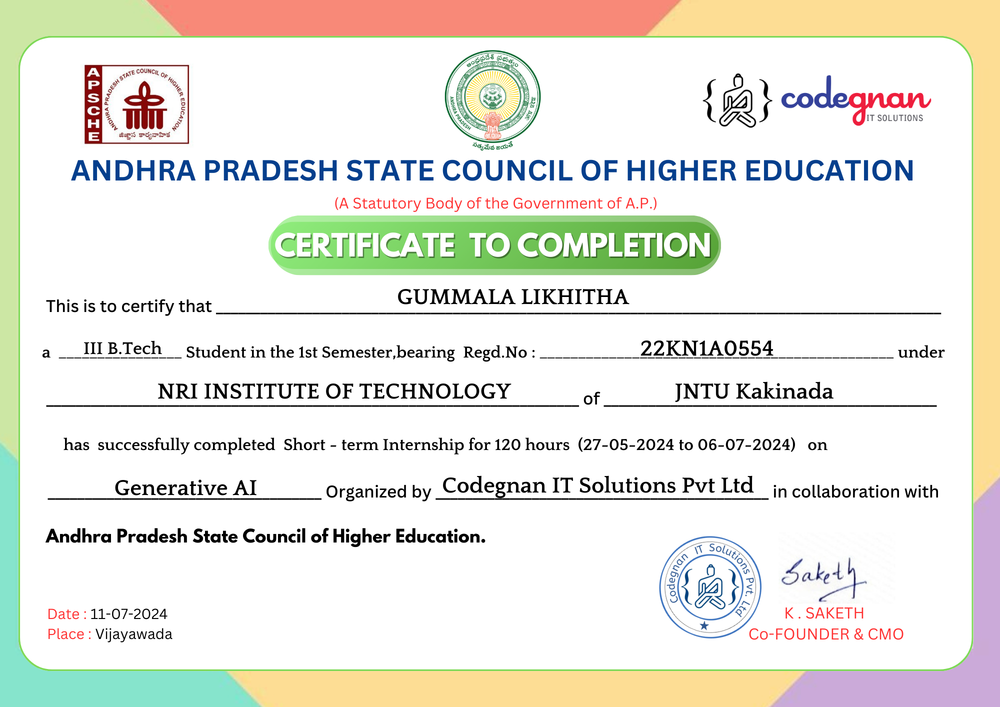 APSCHE
ANDHRA PRADESH STATE COUNCIL OF HIGHER EDUCATION
జిజ్ఞాస కార్యవాహిక
ఆంధ్రప్రదేశ్ ప్రభుత్వం
ANDHRA PRADESH
आंध्र प्रदेश
సత్యమేవ జయతే
codegnan
IT SOLUTIONS
ANDHRA PRADESH STATE COUNCIL OF HIGHER EDUCATION
(A Statutory Body of the Government of A.P.)
CERTIFICATE TO COMPLETION
This is to certify that GUMMALA LIKHITHA
a III B.Tech Student in the 1st Semester,bearing Regd.No : 22KN1A0554 under
NRI INSTITUTE OF TECHNOLOGY of JNTU Kakinada
has successfully completed Short - term Internship for 120 hours (27-05-2024 to 06-07-2024) on
Generative AI Organized by Codegnan IT Solutions Pvt Ltd in collaboration with
Andhra Pradesh State Council of Higher Education.
Codegnan IT Solutions Pvt. Ltd
Saketh
Date : 11-07-2024
Place : Vijayawada
K . SAKETH
Co-FOUNDER & CMO